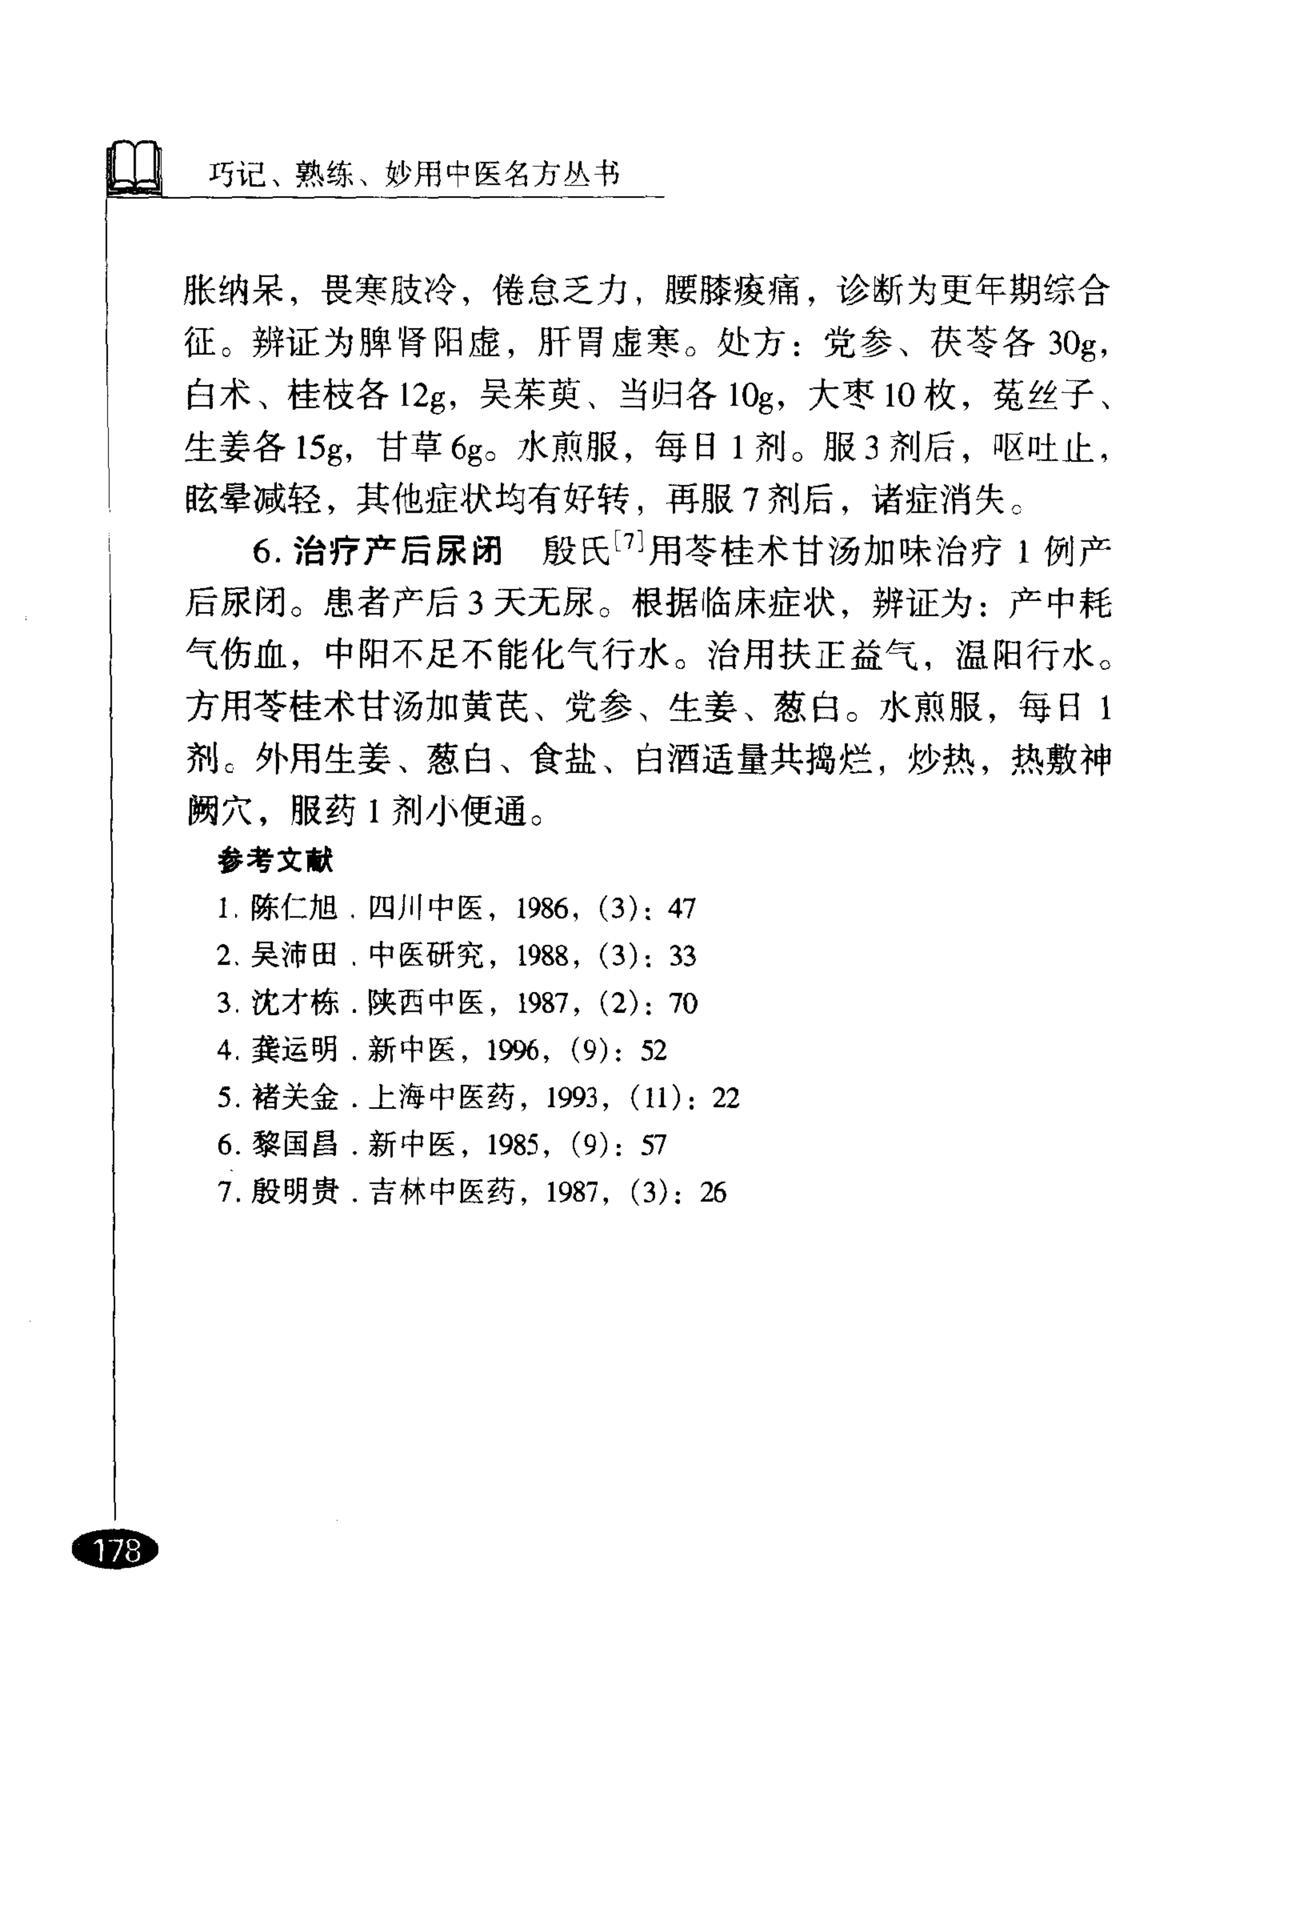 巧记、熟练、妙用中医名方丛书
胀纳呆，畏寒肢冷，倦怠乏力，腰膝痠痛，诊断为更年期综合
征。辨证为脾肾阳虚，肝胃虚寒。处方：党参、茯苓各 30g，
白术、桂枝各 12g，吴茱萸、当归各 10g，大枣 10 枚，菟丝子、
生姜各 15g，甘草 6g。水煎服，每日 1 剂。服 3 剂后，呕吐止，
眩晕减轻，其他症状均有好转，再服 7 剂后，诸症消失。
6. 治疗产后尿闭 殷氏[7]用苓桂术甘汤加味治疗 1 例产
后尿闭。患者产后 3 天无尿。根据临床症状，辨证为：产中耗
气伤血，中阳不足不能化气行水。治用扶正益气，温阳行水。
方用苓桂术甘汤加黄芪、党参、生姜、葱白。水煎服，每日 1
剂。外用生姜、葱白、食盐、白酒适量共捣烂，炒热，热敷神
阙穴，服药 1 剂小便通。
参考文献
1. 陈仁旭．四川中医，1986，(3)：47
2. 吴沛田．中医研究，1988，(3)：33
3. 沈才栋．陕西中医，1987，(2)：70
4. 龚运明．新中医，1996，(9)：52
5. 褚关金．上海中医药，1993，(11)：22
6. 黎国昌．新中医，1985，(9)：57
7. 殷明贵．吉林中医药，1987，(3)：26
178